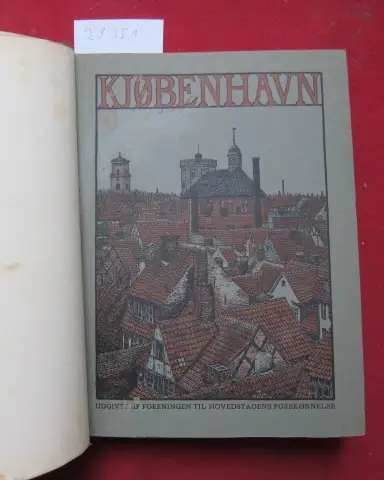 28351
KJØBENHAVN
UDGIVET AF FORENINGEN TIL HOVEDSTADENS FORSKØNNELSE